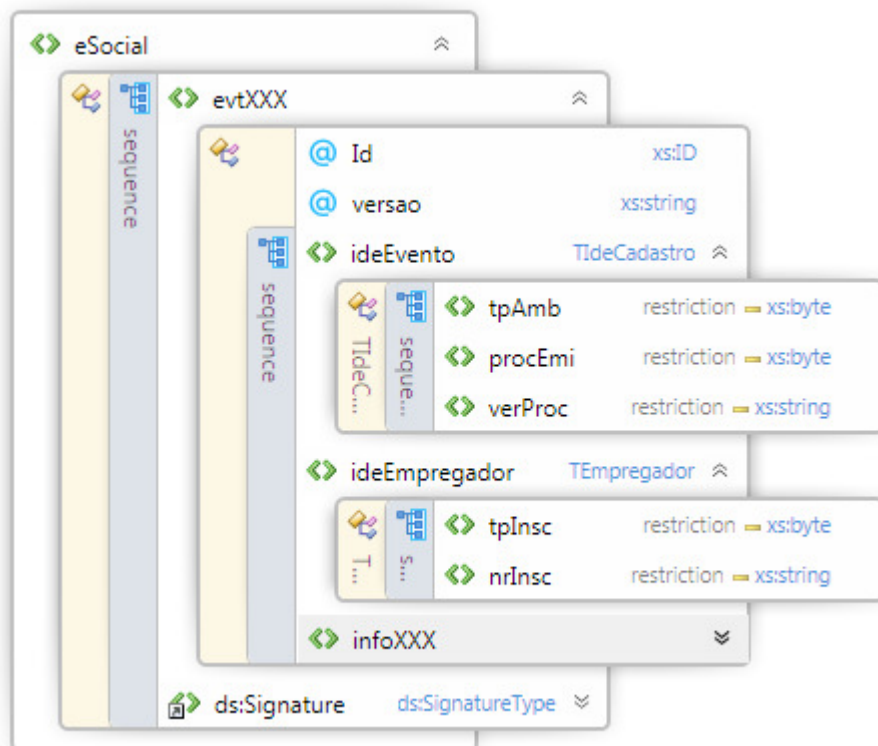 eSocial
sequence
evtXXX
@ Id xs:ID
@ versao xs:string
sequence
ideEvento TIdeCadastro
TIdeC...
seque...
tpAmb restriction xs:byte
procEmi restriction xs:byte
verProc restriction xs:string
ideEmpregador TEmpregador
T...
s...
tpInsc restriction xs:byte
nrInsc restriction xs:string
infoXXX
ds:Signature ds:SignatureType